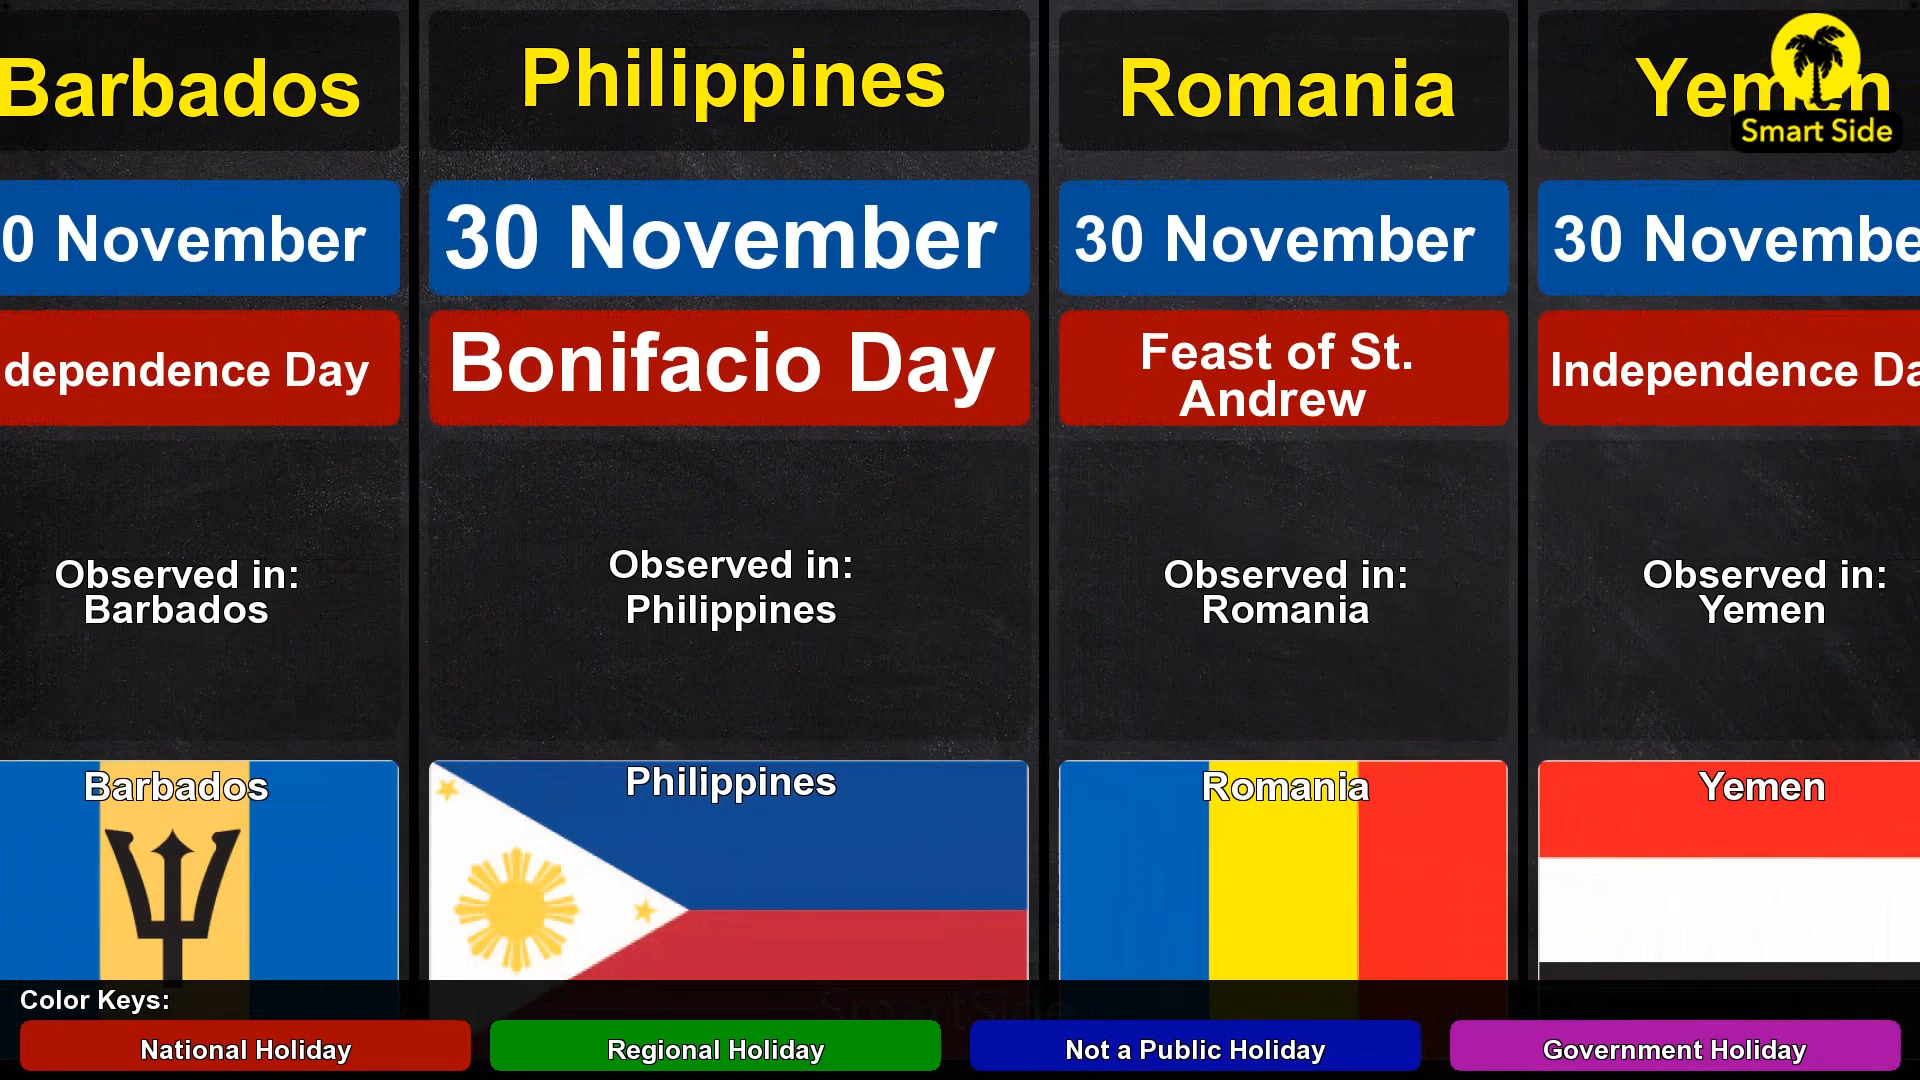 Barbados
0 November
dependence Day
Observed in:
Barbados
Barbados
Philippines
30 November
Bonifacio Day
Observed in:
Philippines
Philippines
Romania
30 November
Feast of St.
Andrew
Observed in:
Romania
Romania
Yemen
Smart Side
30 Novembe
Independence Da
Observed in:
Yemen
Yemen
SmartSide
Color Keys:
National Holiday
Regional Holiday
Not a Public Holiday
Government Holiday